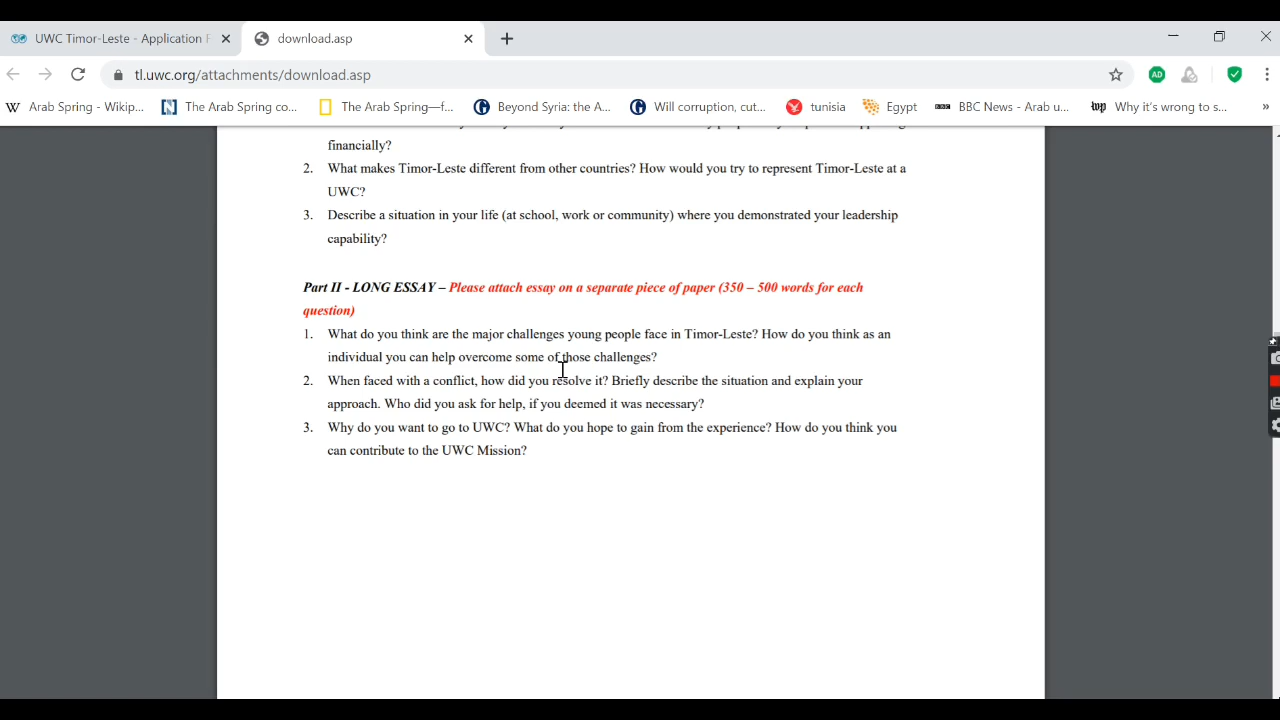 UWC Timor-Leste - Application F
download.asp
tl.uwc.org/attachments/download.asp
Arab Spring - Wikip...
The Arab Spring co...
The Arab Spring—f...
Beyond Syria: the A...
Will corruption, cut...
tunisia
Egypt
BBC News - Arab u...
Why it's wrong to s...
financially?
2. What makes Timor-Leste different from other countries? How would you try to represent Timor-Leste at a
UWC?
3. Describe a situation in your life (at school, work or community) where you demonstrated your leadership
capability?
Part II - LONG ESSAY – Please attach essay on a separate piece of paper (350 – 500 words for each
question)
1. What do you think are the major challenges young people face in Timor-Leste? How do you think as an
individual you can help overcome some of those challenges?
2. When faced with a conflict, how did you resolve it? Briefly describe the situation and explain your
approach. Who did you ask for help, if you deemed it was necessary?
3. Why do you want to go to UWC? What do you hope to gain from the experience? How do you think you
can contribute to the UWC Mission?